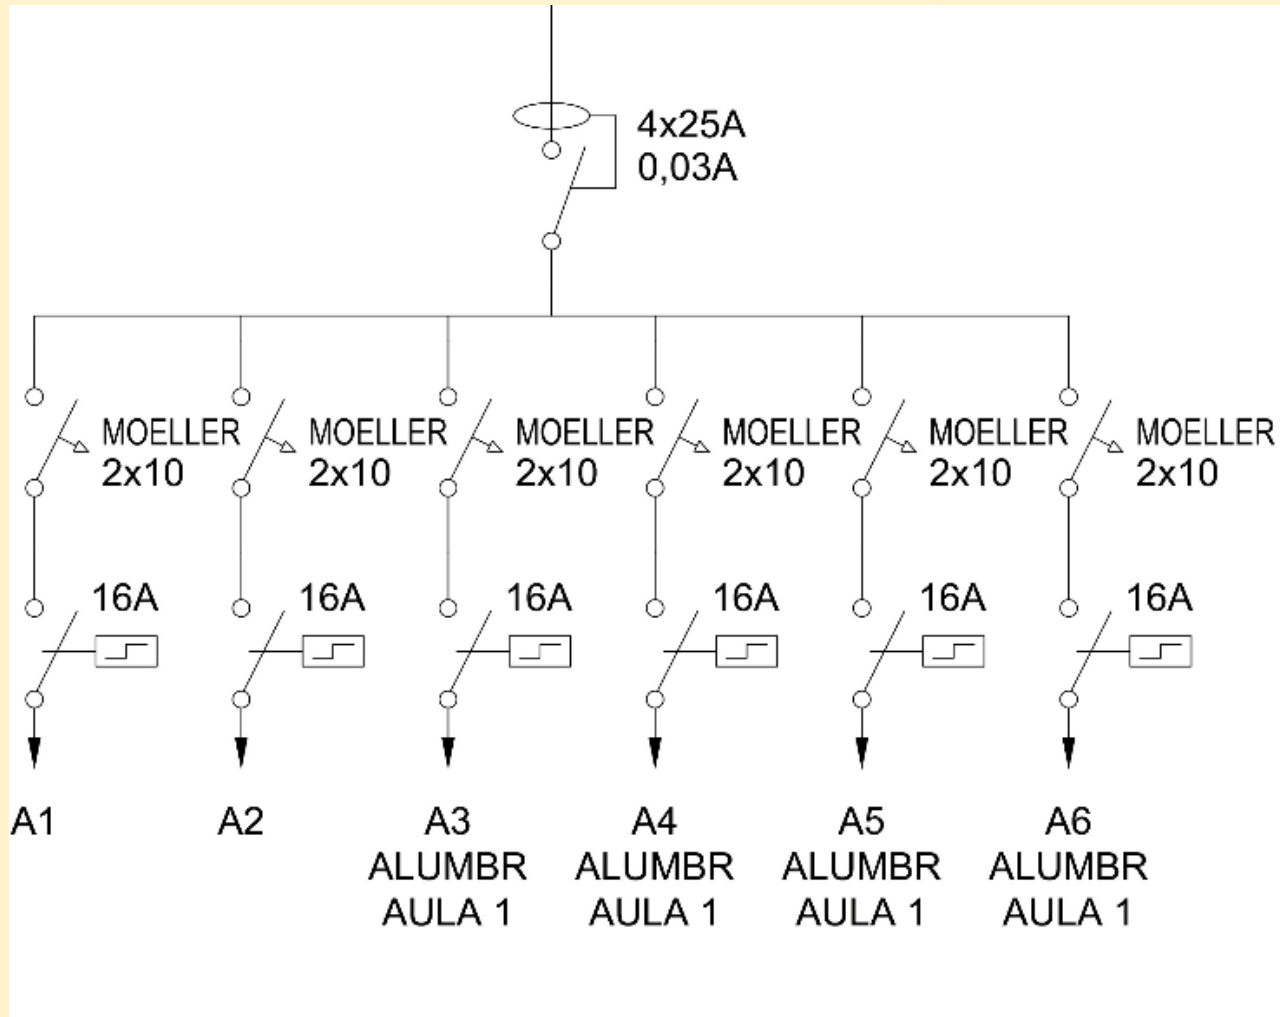 4x25A
0,03A
MOELLER MOELLER MOELLER MOELLER MOELLER MOELLER
2x10 2x10 2x10 2x10 2x10 2x10
16A 16A 16A 16A 16A 16A
A1 A2 A3 A4 A5 A6
ALUMBR ALUMBR ALUMBR ALUMBR
AULA 1 AULA 1 AULA 1 AULA 1